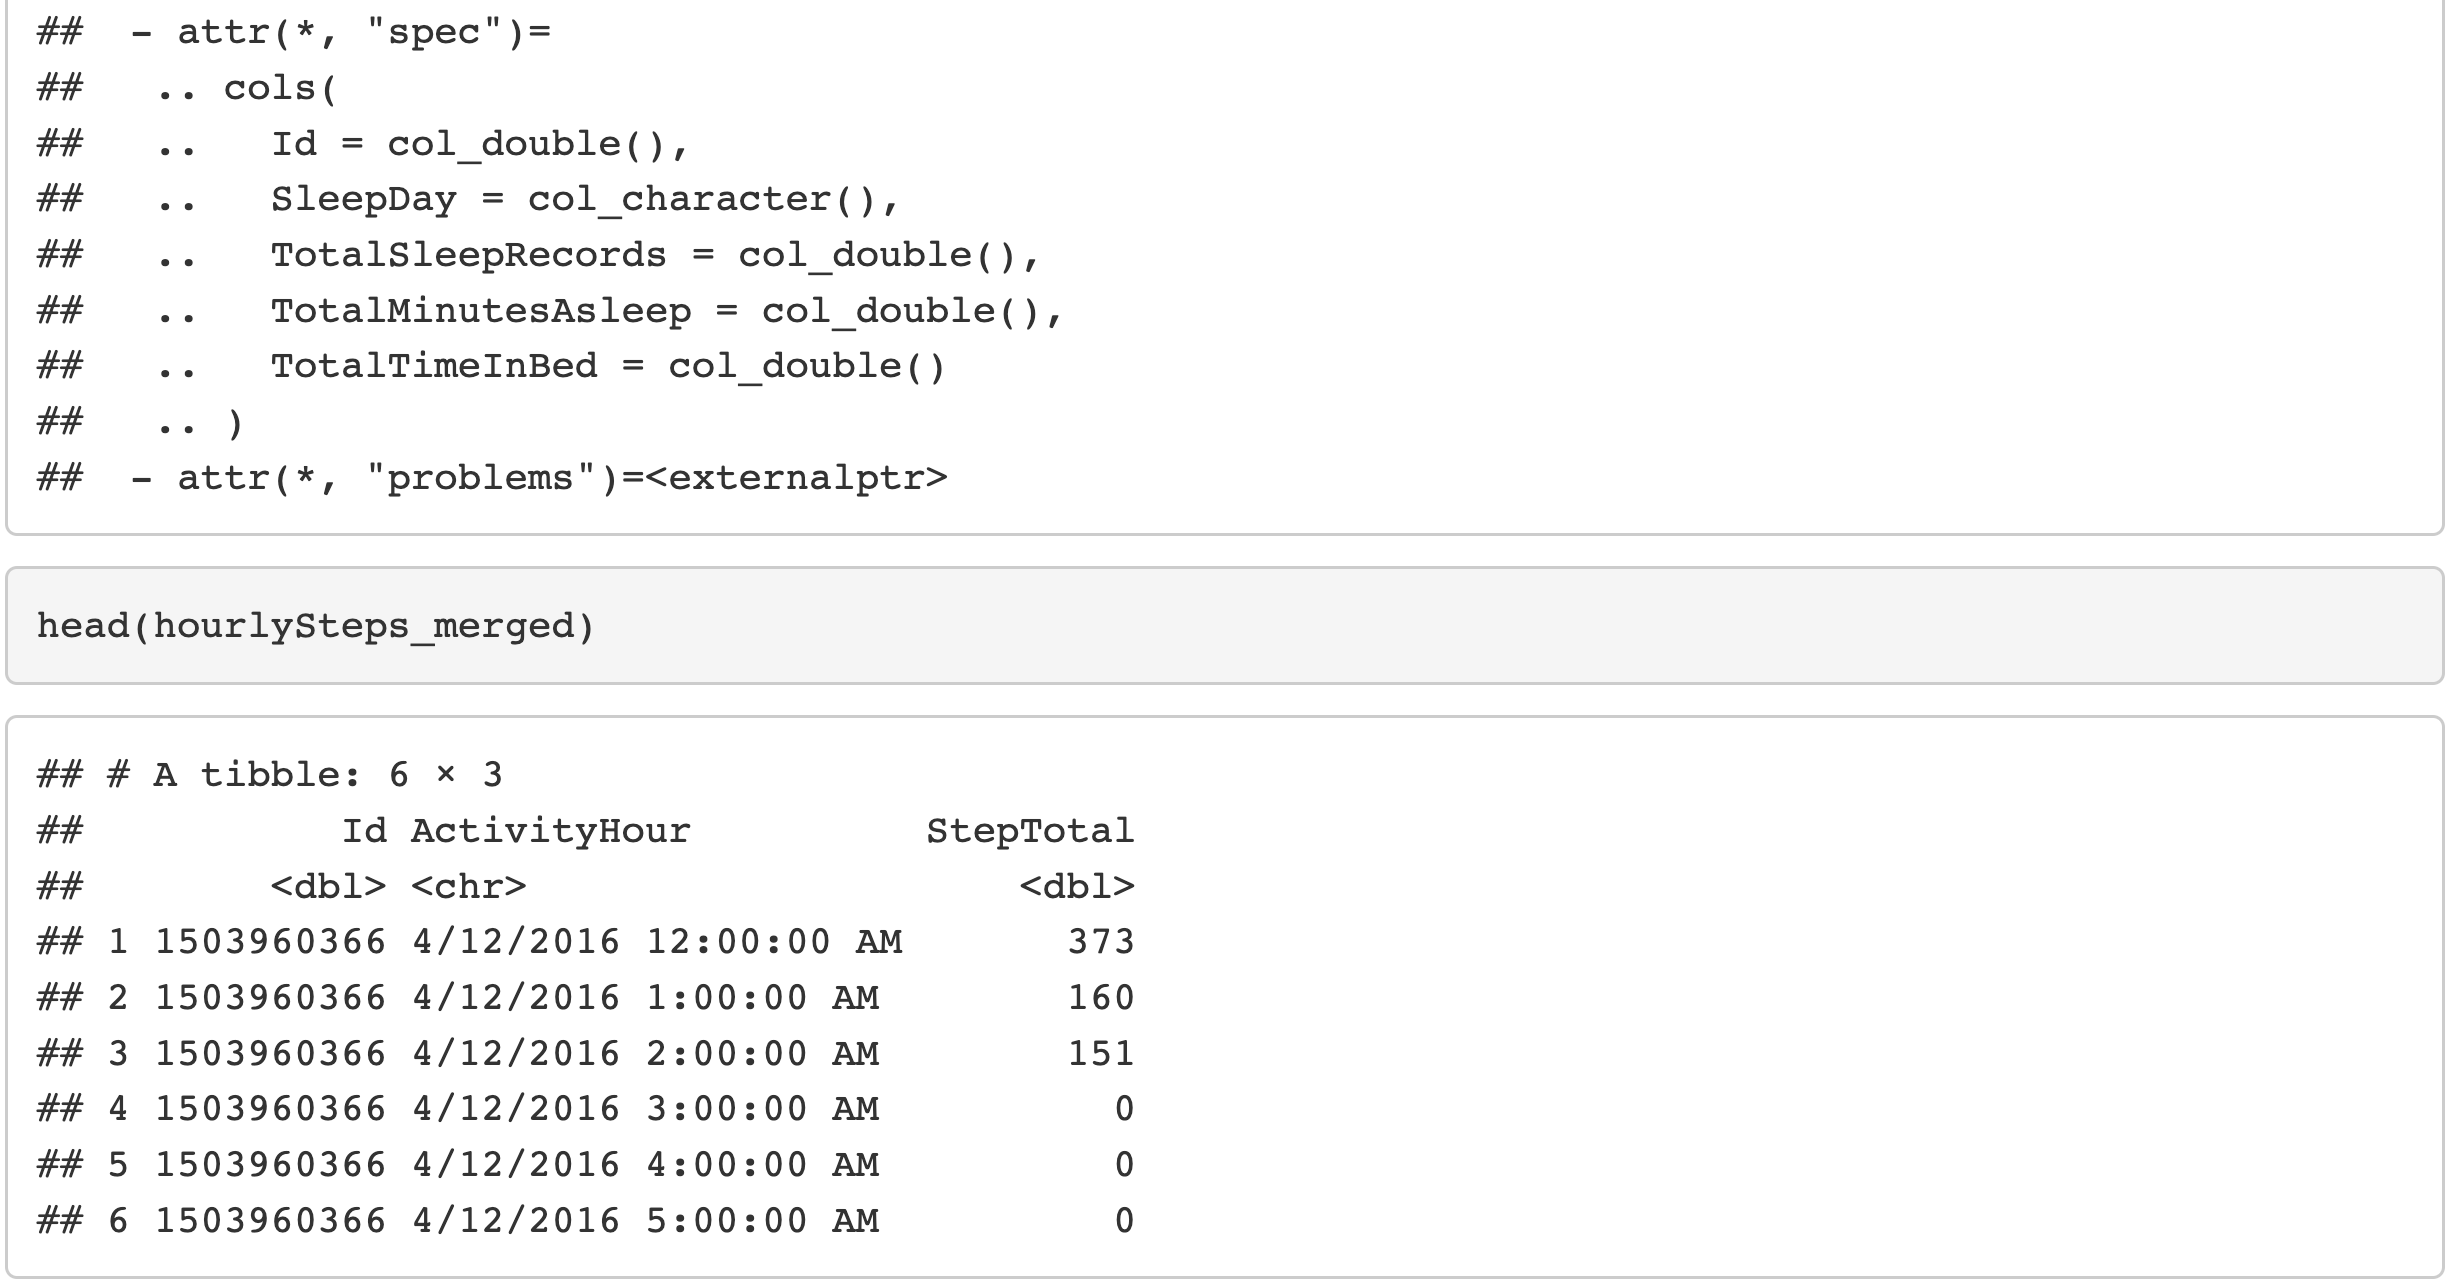 ##  - attr(*, "spec")=
##   .. cols(
##   ..   Id = col_double(),
##   ..   SleepDay = col_character(),
##   ..   TotalSleepRecords = col_double(),
##   ..   TotalMinutesAsleep = col_double(),
##   ..   TotalTimeInBed = col_double()
##   .. )
##  - attr(*, "problems")=<externalptr>
head(hourlySteps_merged)
## # A tibble: 6 × 3
##           Id ActivityHour          StepTotal
##        <dbl> <chr>                     <dbl>
## 1 1503960366 4/12/2016 12:00:00 AM       373
## 2 1503960366 4/12/2016 1:00:00 AM        160
## 3 1503960366 4/12/2016 2:00:00 AM        151
## 4 1503960366 4/12/2016 3:00:00 AM          0
## 5 1503960366 4/12/2016 4:00:00 AM          0
## 6 1503960366 4/12/2016 5:00:00 AM          0